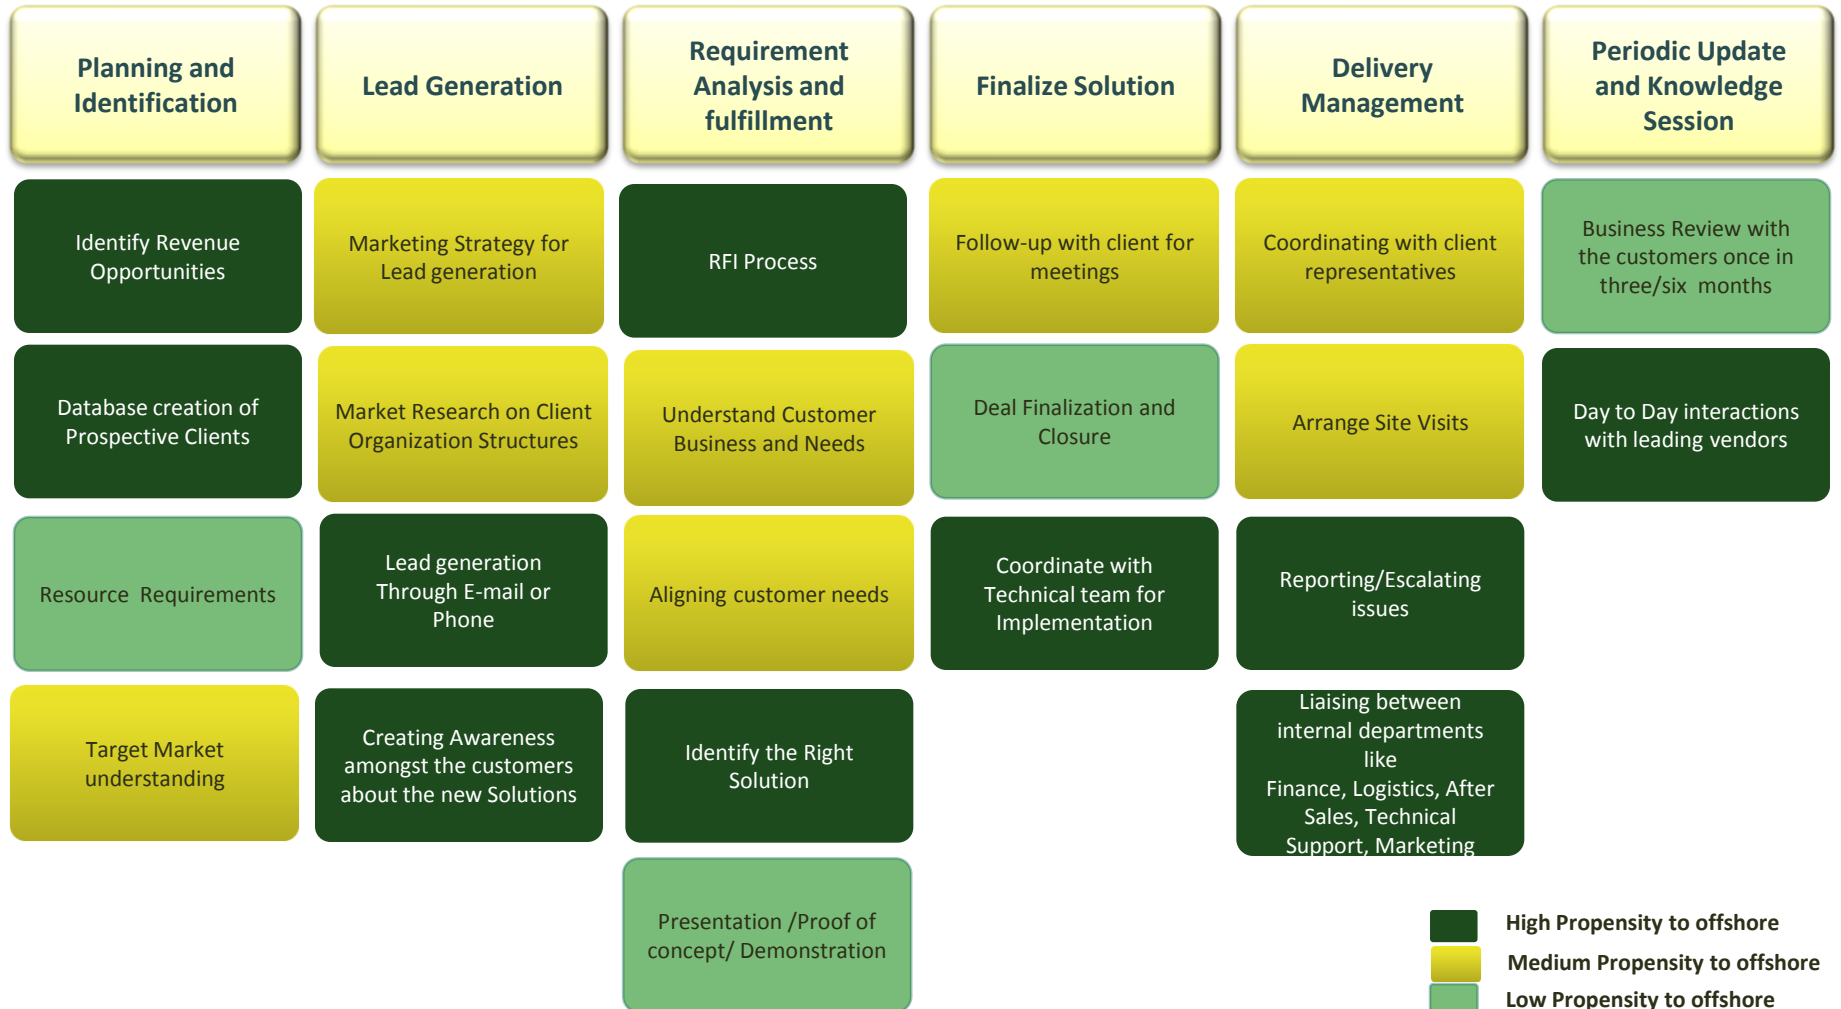 Planning and
Identification
Lead Generation
Requirement
Analysis and
fulfillment
Finalize Solution
Delivery
Management
Periodic Update
and Knowledge
Session
Identify Revenue
Opportunities
Database creation of
Prospective Clients
Resource Requirements
Target Market
understanding
Marketing Strategy for
Lead generation
Market Research on Client
Organization Structures
Lead generation
Through E-mail or
Phone
Creating Awareness
amongst the customers
about the new Solutions
RFI Process
Understand Customer
Business and Needs
Aligning customer needs
Identify the Right
Solution
Presentation /Proof of
concept/ Demonstration
Follow-up with client for
meetings
Deal Finalization and
Closure
Coordinate with
Technical team for
Implementation
Coordinating with client
representatives
Arrange Site Visits
Reporting/Escalating
issues
Liaising between
internal departments
like
Finance, Logistics, After
Sales, Technical
Support, Marketing
Business Review with
the customers once in
three/six months
Day to Day interactions
with leading vendors
High Propensity to offshore
Medium Propensity to offshore
Low Propensity to offshore